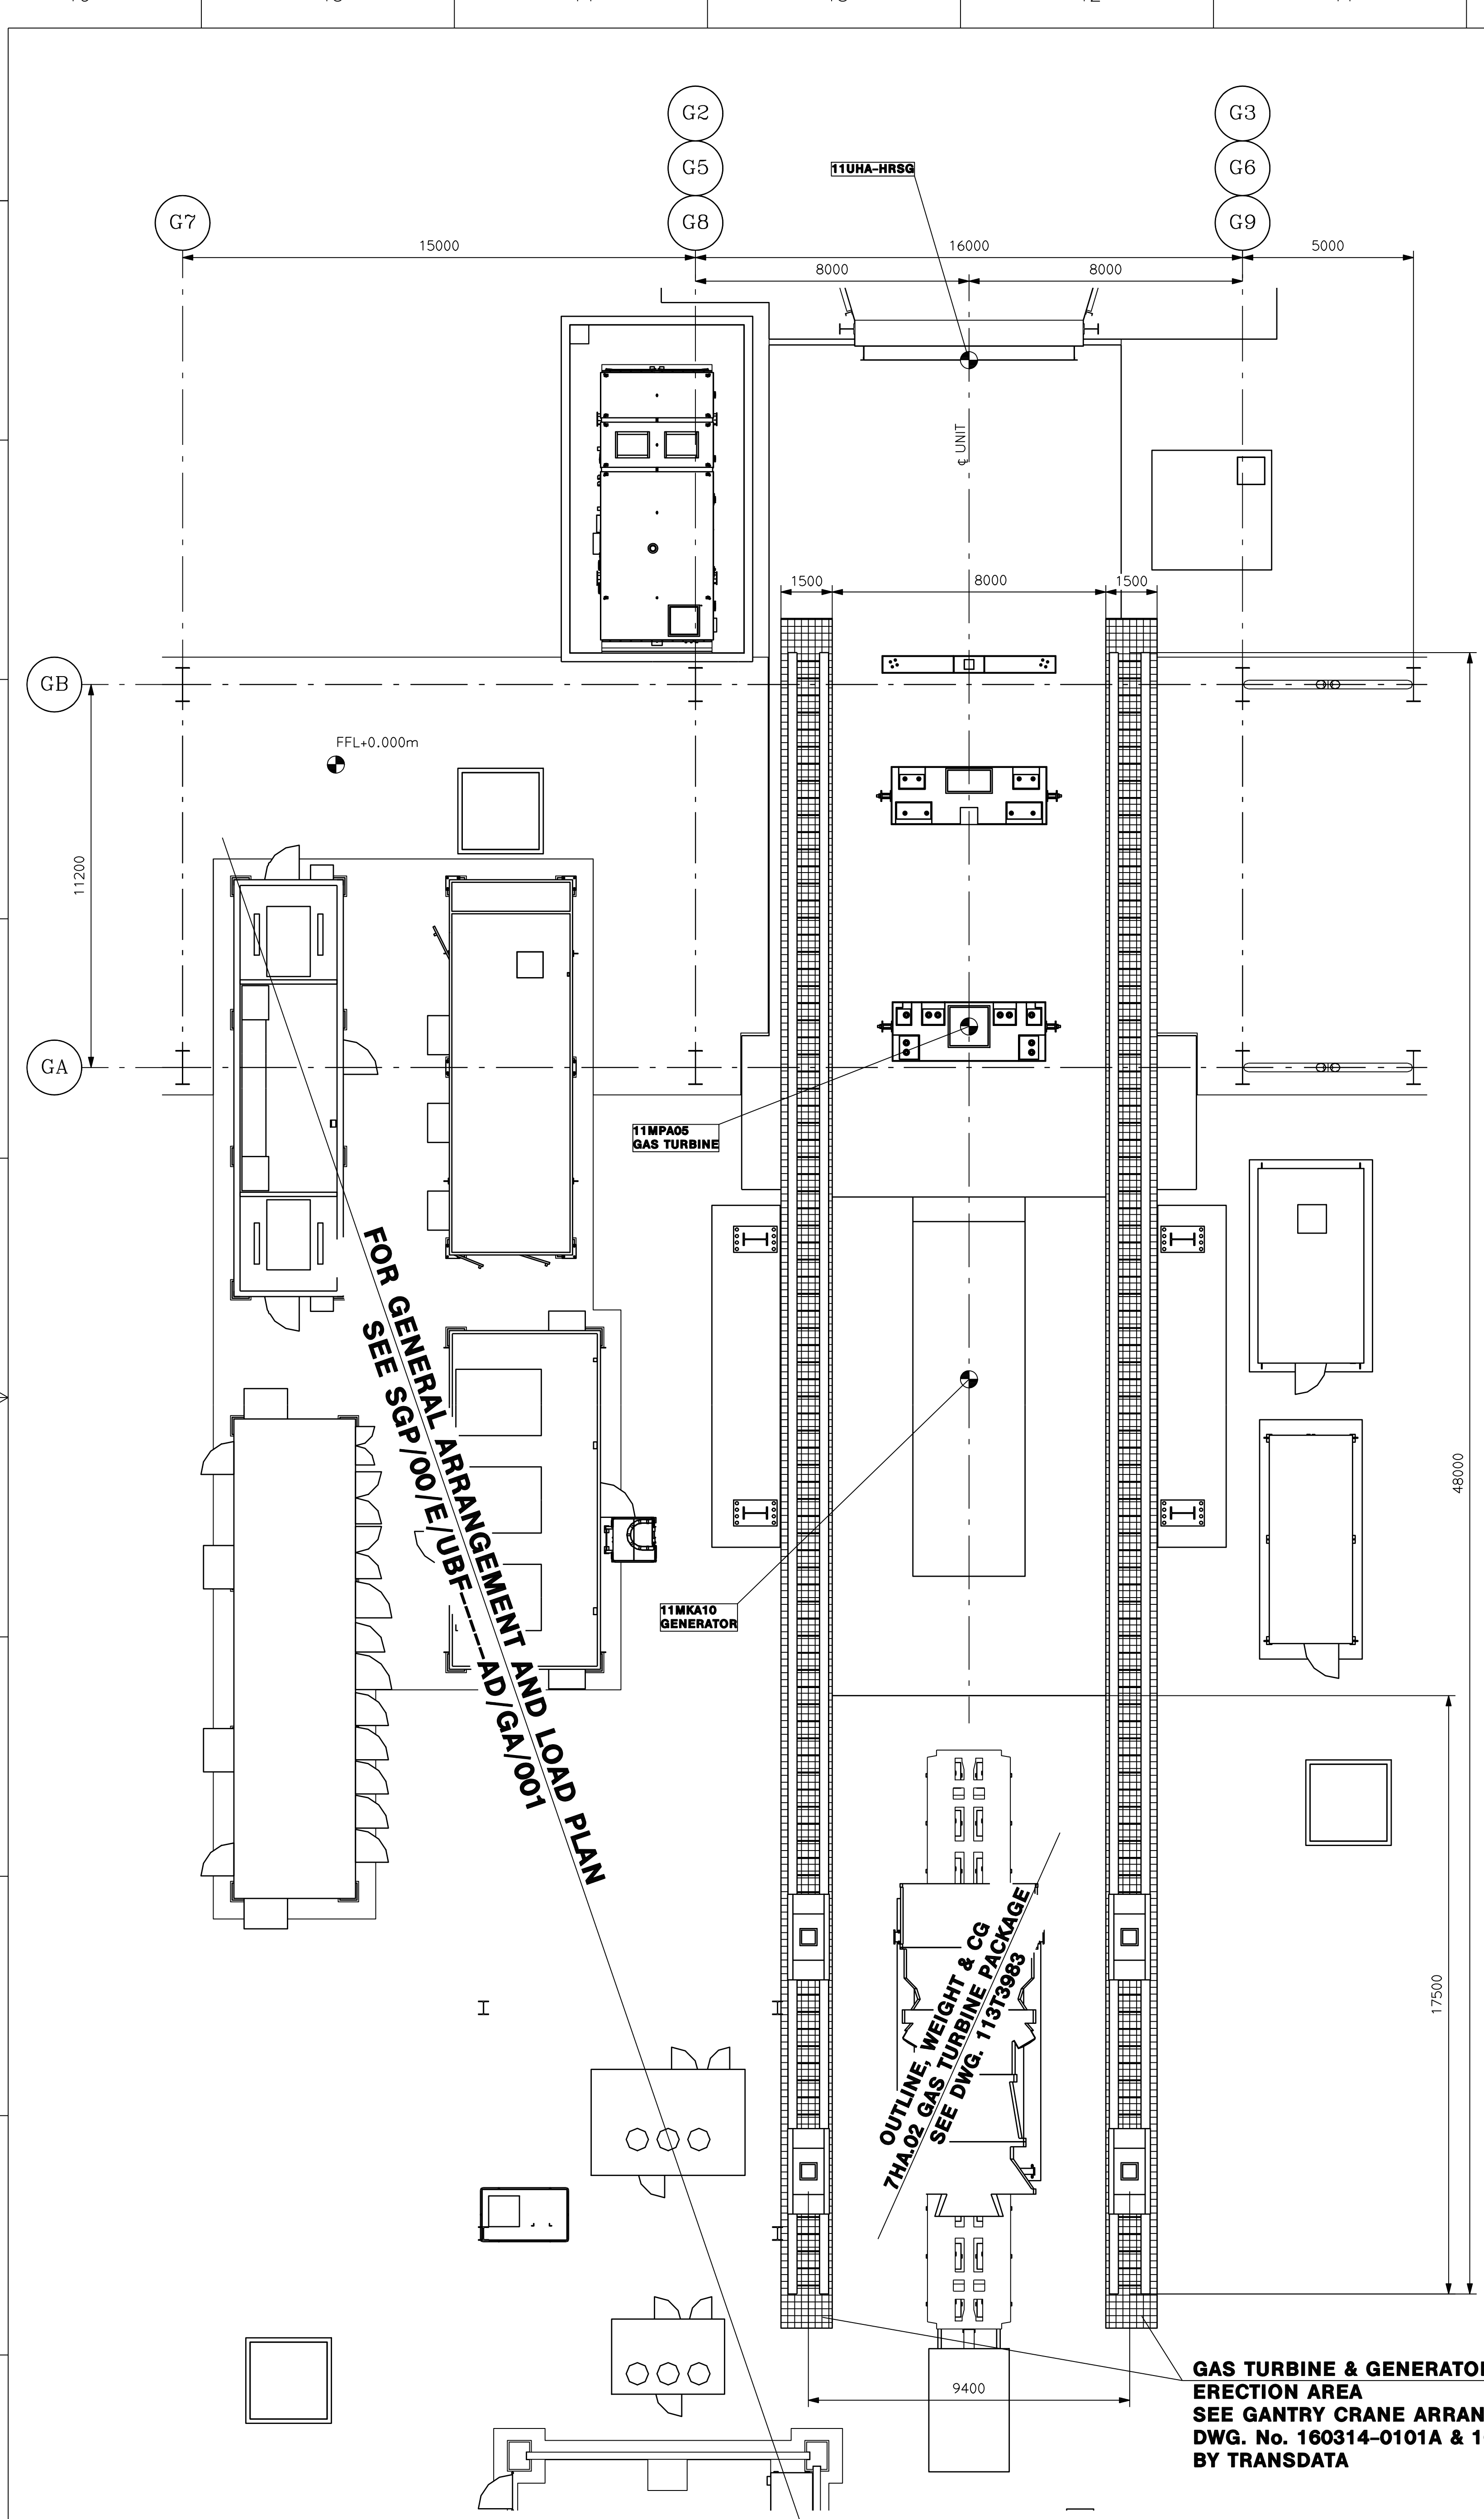 G2
G3
G5
G6
11UHA-HRSG
G7
G8
G9
15000
16000
5000
8000
8000
℄ UNIT
1500
8000
1500
GB
FFL+0.000m
11200
GA
11MPA05
GAS TURBINE
FOR GENERAL ARRANGEMENT AND LOAD PLAN
SEE SGP/00/E/UBF-----AD/GA/001
48000
11MKA10
GENERATOR
17500
OUTLINE, WEIGHT & CG
7HA.02 GAS TURBINE PACKAGE
SEE DWG. 113T3983
9400
GAS TURBINE & GENERATOR
ERECTION AREA
SEE GANTRY CRANE ARRAN
DWG. No. 160314-0101A & 1
BY TRANSDATA